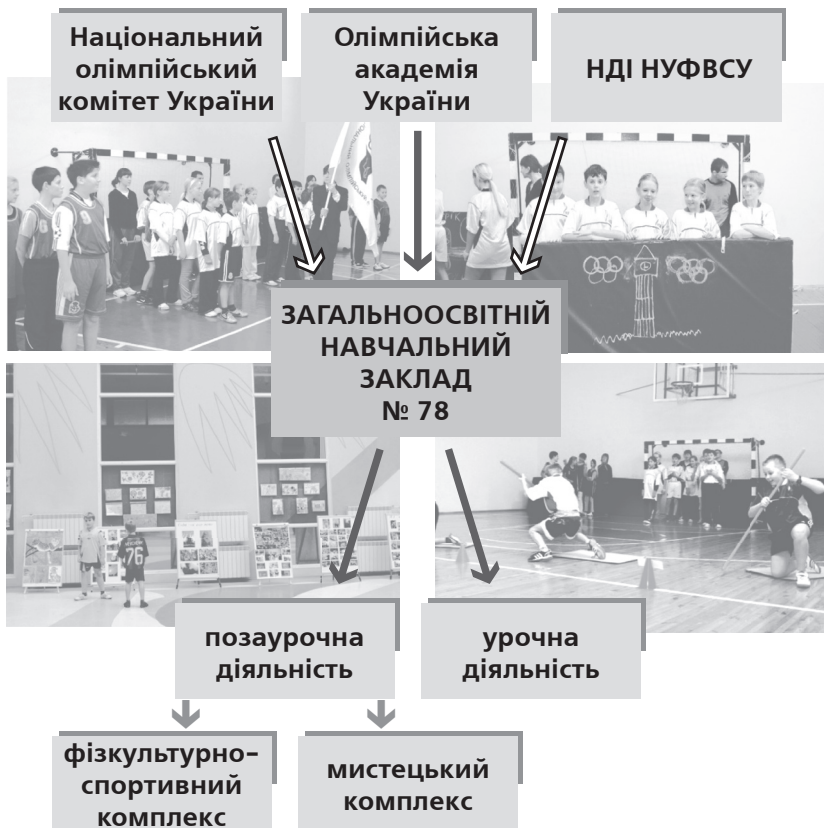 Національний
олімпійський
комітет України
Олімпійська
академія
України
НДІ НУФВСУ
ЗАГАЛЬНООСВІТНІЙ
НАВЧАЛЬНИЙ
ЗАКЛАД
№ 78
76
позаурочна
діяльність
урочна
діяльність
фізкультурно–
спортивний
комплекс
мистецький
комплекс